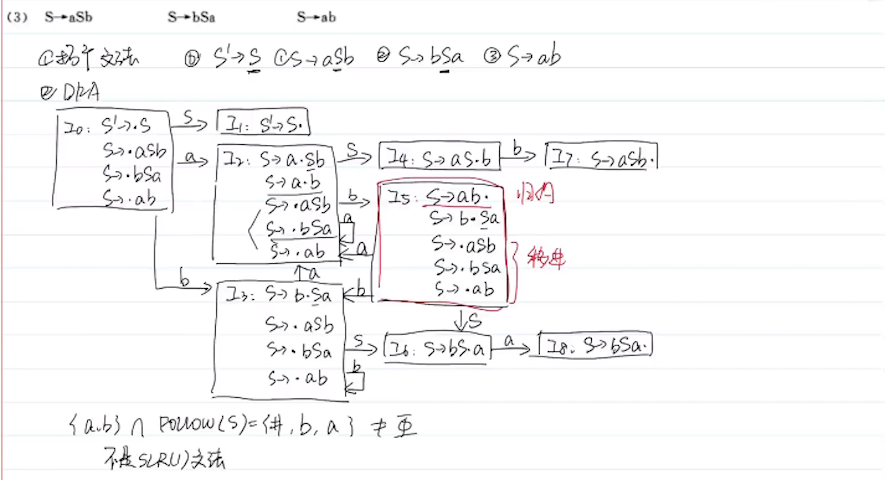 (3) S→aSb S→bSa S→ab
①拓广文法 ⓪ S'→S ①S→aSb ② S→bSa ③ S→ab
② DFA
I0: S'→·S
S→·aSb
S→·bSa
S→·ab
S
I1: S'→S·
a
I2: S→a·Sb
S→a·b
S→·aSb
S→·bSa
S→·ab
S
I4: S→aS·b
b
I7: S→aSb·
b
a
a
I5: S→ab·
S→b·Sa
S→·aSb
S→·bSa
S→·ab
归约
移进
b
a
b
S
I3: S→b·Sa
S→·aSb
S→·bSa
S→·ab
S
b
I6: S→bS·a
a
I8: S→bSa·
{a,b} ∩ FOLLOW(S)={#, b, a} ≠ 
不是SLR(1)文法